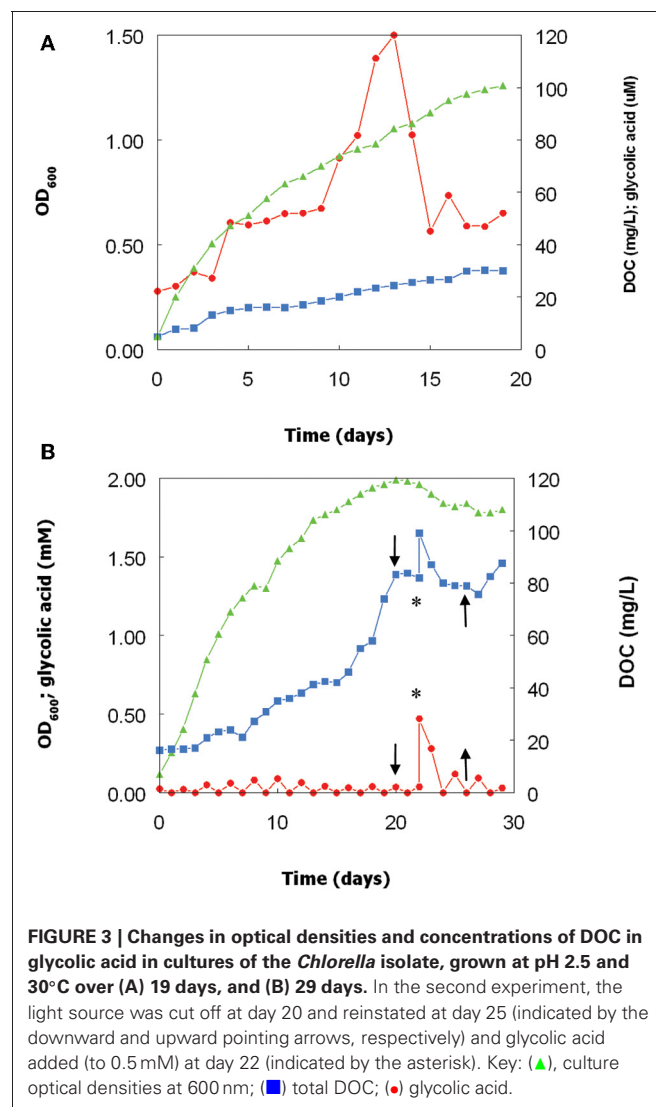 A
1.50
1.00
0.50
0.00
OD600
120
100
80
60
40
20
0
DOC (mg/L); glycolic acid (uM)
0 5 10 15 20
Time (days)
B
2.00
1.50
1.00
0.50
0.00
OD600; glycolic acid (mM)
120
100
80
60
40
20
0
DOC (mg/L)
*
*
0 10 20 30
Time (days)
FIGURE 3 | Changes in optical densities and concentrations of DOC in
glycolic acid in cultures of the Chlorella isolate, grown at pH 2.5 and
30°C over (A) 19 days, and (B) 29 days. In the second experiment, the
light source was cut off at day 20 and reinstated at day 25 (indicated by the
downward and upward pointing arrows, respectively) and glycolic acid
added (to 0.5 mM) at day 22 (indicated by the asterisk). Key: (▲), culture
optical densities at 600 nm; (■) total DOC; (●) glycolic acid.